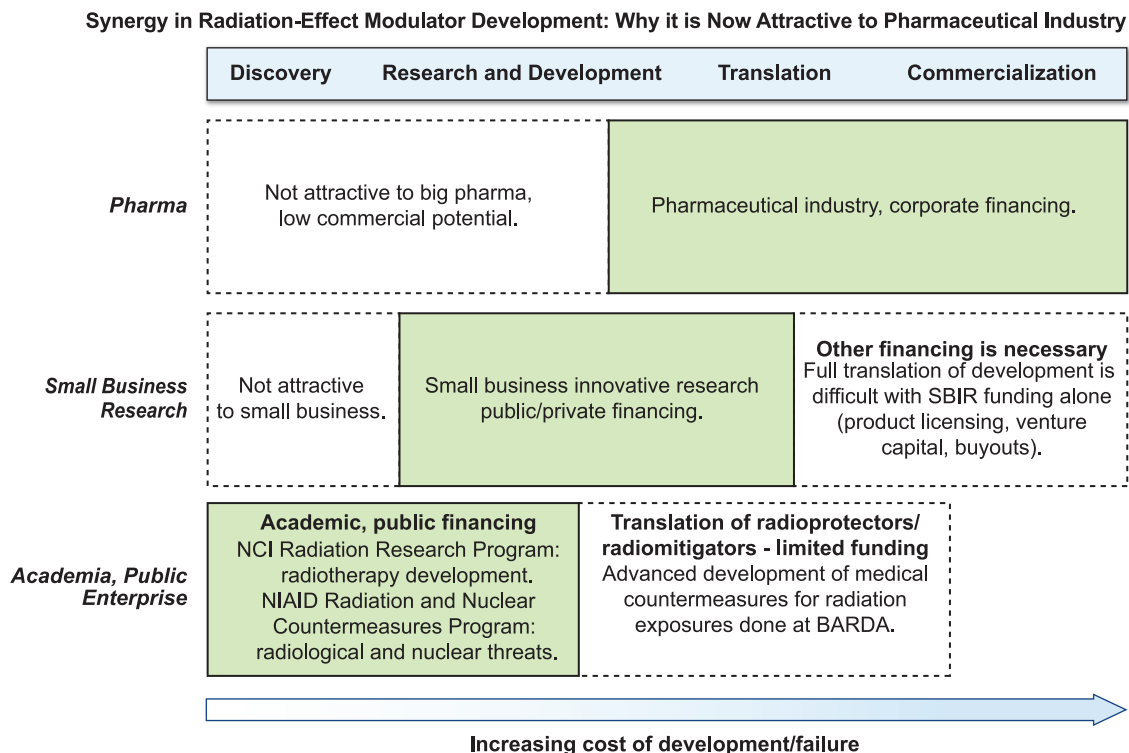 Synergy in Radiation-Effect Modulator Development: Why it is Now Attractive to Pharmaceutical Industry
Discovery
Research and Development
Translation
Commercialization
Pharma
Not attractive to big pharma,
low commercial potential.
Pharmaceutical industry, corporate financing.
Small Business
Research
Not attractive
to small business.
Small business innovative research
public/private financing.
Other financing is necessary
Full translation of development is
difficult with SBIR funding alone
(product licensing, venture
capital, buyouts).
Academia, Public
Enterprise
Academic, public financing
NCI Radiation Research Program:
radiotherapy development.
NIAID Radiation and Nuclear
Countermeasures Program:
radiological and nuclear threats.
Translation of radioprotectors/
radiomitigators - limited funding
Advanced development of medical
countermeasures for radiation
exposures done at BARDA.
Increasing cost of development/failure